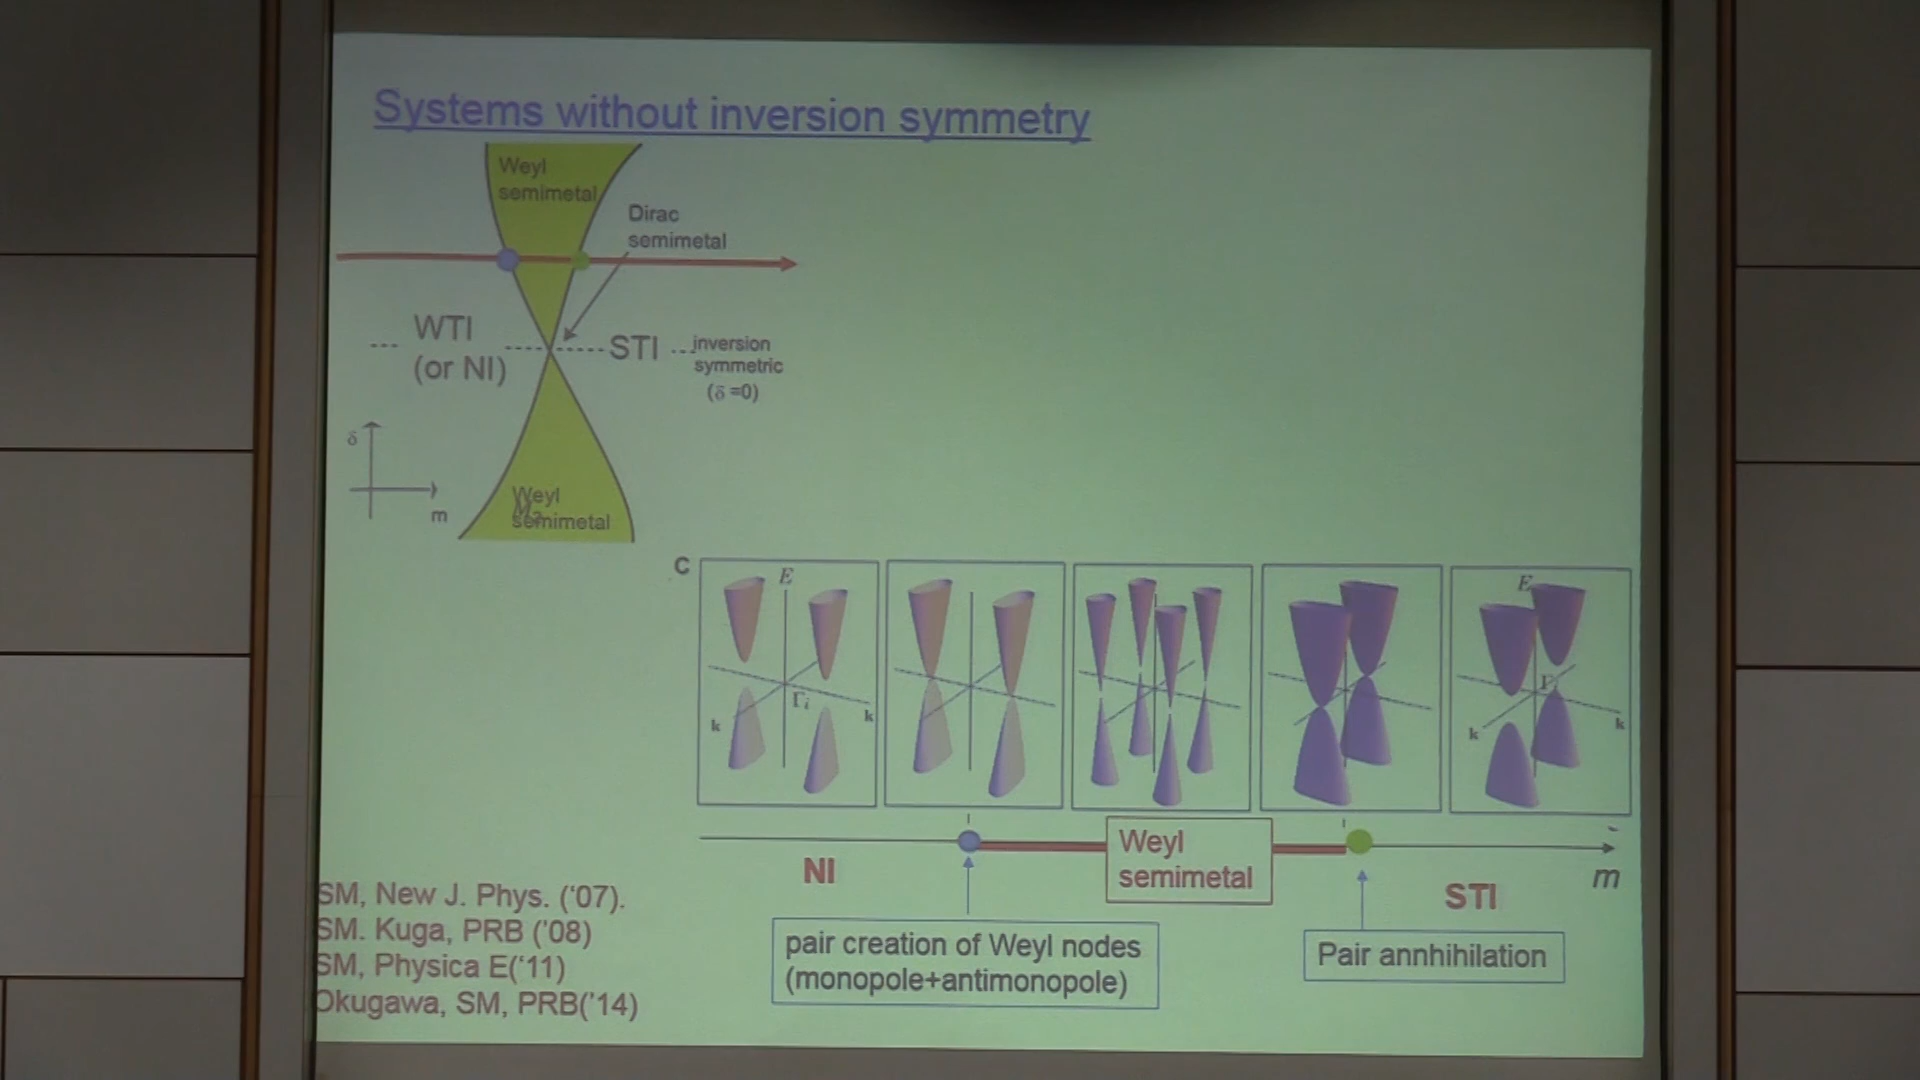 Systems without inversion symmetry
Weyl
semimetal
Dirac
semimetal
WTI
(or NI)
STI
inversion
symmetric
(δ =0)
δ
m
Weyl
semimetal
C
E
Γi
k
k
E
Γ
k
k
NI
Weyl
semimetal
STI
m
pair creation of Weyl nodes
(monopole+antimonopole)
Pair annhihilation
SM, New J. Phys. (‘07).
SM. Kuga, PRB (’08)
SM, Physica E(‘11)
Okugawa, SM, PRB(’14)